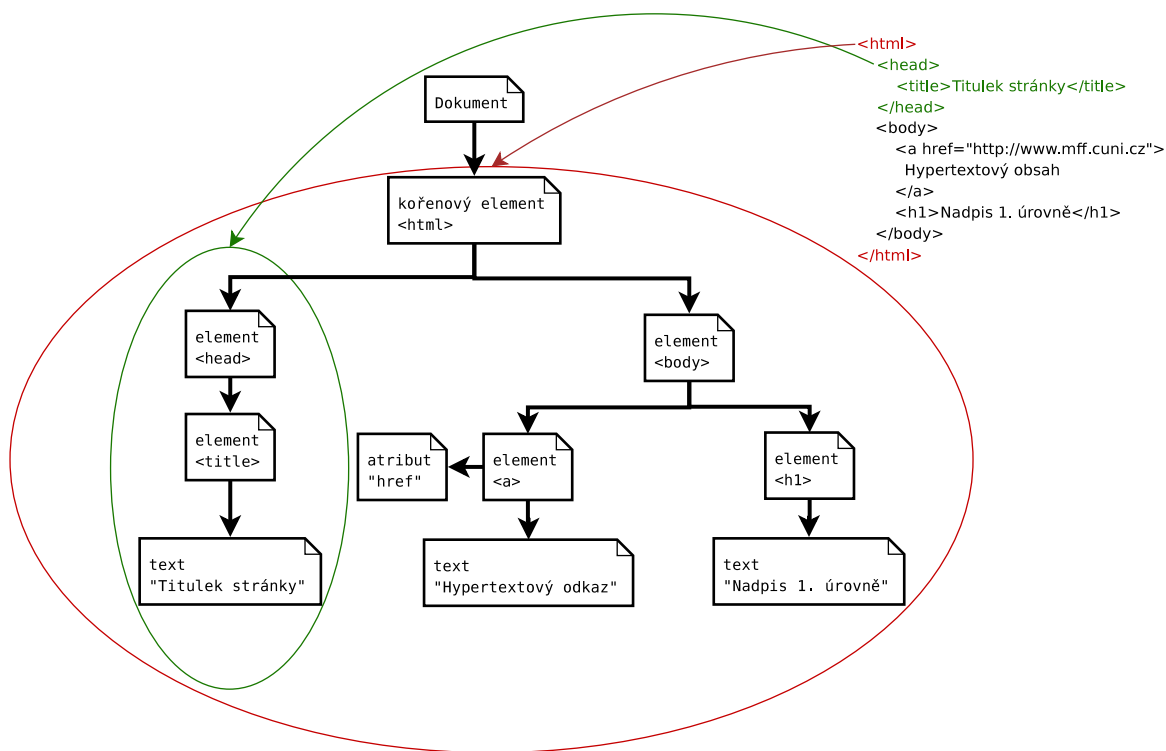 <html>
<head>
<title>Titulek stránky</title>
</head>
<body>
<a href="http://www.mff.cuni.cz">
Hypertextový obsah
</a>
<h1>Nadpis 1. úrovně</h1>
</body>
</html>
Dokument
kořenový element
<html>
element
<head>
element
<body>
element
<title>
atribut
"href"
element
<a>
element
<h1>
text
"Titulek stránky"
text
"Hypertextový odkaz"
text
"Nadpis 1. úrovně"